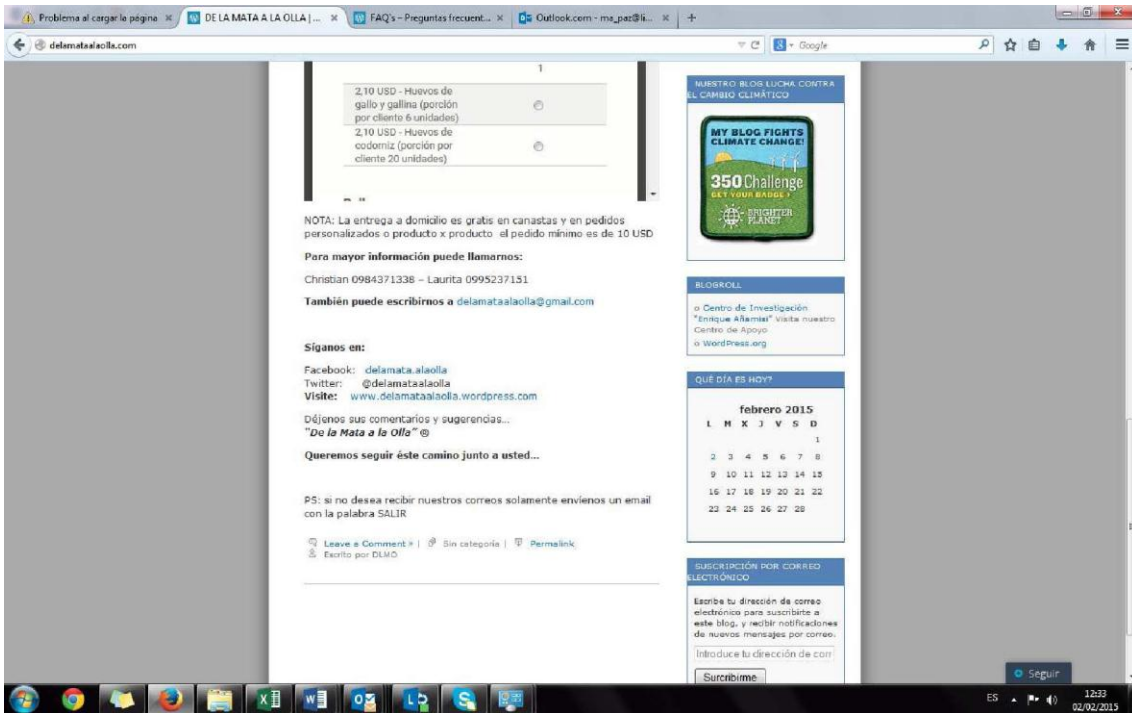 Problema al cargar la página
DE LA MATA A LA OLLA | ...
FAQ's – Preguntas frecuent...
Outlook.com - ma_paz@li...
delamataalaolla.com
Google
1
2,10 USD - Huevos de
gallo y gallina (porción
por cliente 6 unidades)
2,10 USD - Huevos de
codorniz (porción por
cliente 20 unidades)
NOTA: La entrega a domicilio es gratis en canastas y en pedidos
personalizados o producto x producto el pedido mínimo es de 10 USD
Para mayor información puede llamarnos:
Christian 0984371338 – Laurita 0995237151
También puede escribirnos a delamataalaolla@gmail.com
Síganos en:
Facebook: delamata.alaolla
Twitter: @delamataalaolla
Visite: www.delamataalaolla.wordpress.com
Déjenos sus comentarios y sugerencias...
"De la Mata a la Olla" ☺
Queremos seguir éste camino junto a usted...
PS: si no desea recibir nuestros correos solamente envíenos un email
con la palabra SALIR
Leave a Comment » | Sin categoría | Permalink
Escrito por DLMO
NUESTRO BLOG LUCHA CONTRA
EL CAMBIO CLIMÁTICO
MY BLOG FIGHTS
CLIMATE CHANGE!
350 Challenge
GET YOUR BADGE >
BRIGHTER
PLANET
BLOGROLL
o Centro de Investigación
"Enrique Añamisi" Visita nuestro
Centro de Apoyo
o WordPress.org
QUÉ DÍA ES HOY?
febrero 2015
L M X J V S D
1
2 3 4 5 6 7 8
9 10 11 12 13 14 15
16 17 18 19 20 21 22
23 24 25 26 27 28
SUSCRIPCIÓN POR CORREO
ELECTRÓNICO
Escribe tu dirección de correo
electrónico para suscribirte a
este blog, y recibir notificaciones
de nuevos mensajes por correo.
Introduce tu dirección de corr
Surcribirme
Seguir
ES
12:33
02/02/2015